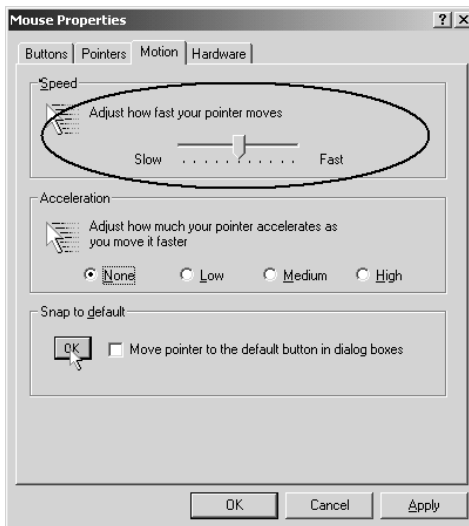 Mouse Properties
? X
Buttons Pointers Motion Hardware
Speed
Adjust how fast your pointer moves
Slow Fast
Acceleration
Adjust how much your pointer accelerates as
you move it faster
None Low Medium High
Snap to default
OK Move pointer to the default button in dialog boxes
OK Cancel Apply